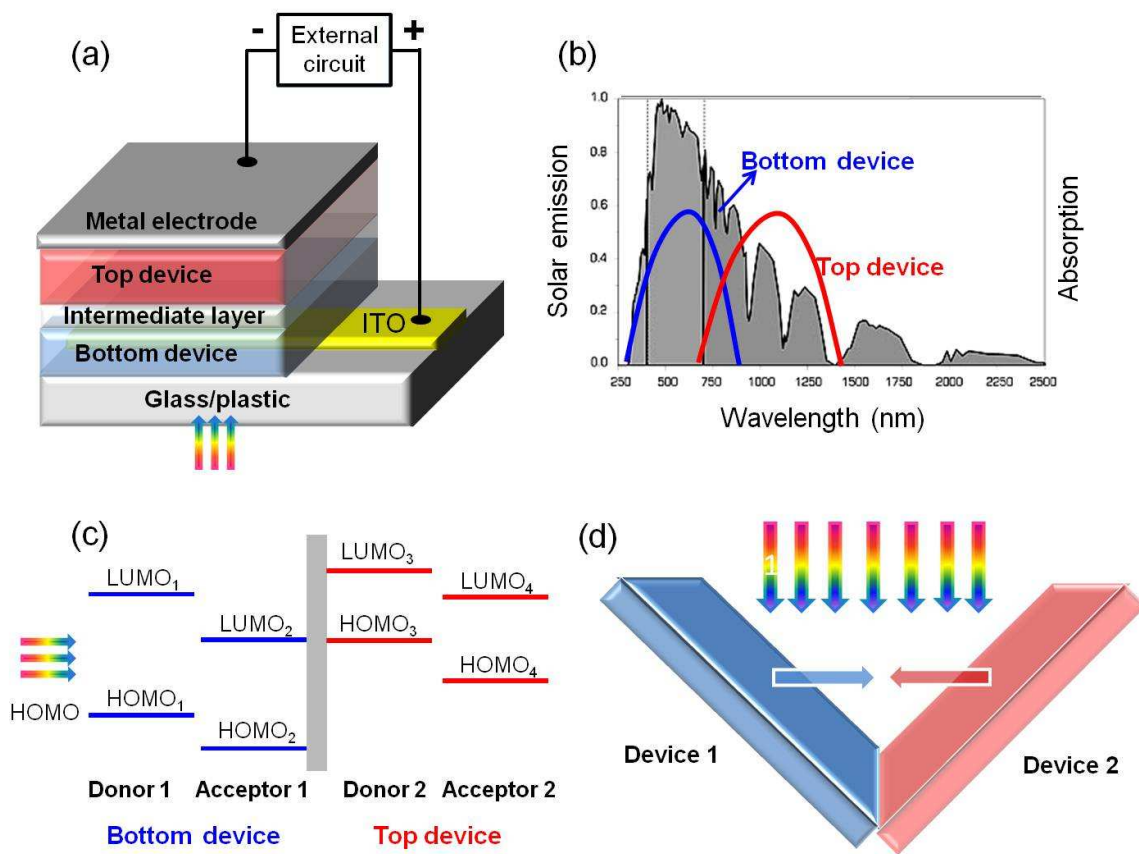 (a)
- +
External
circuit
Metal electrode
Top device
Intermediate layer
ITO
Bottom device
Glass/plastic
(b)
Solar emission
1.0
0.8
0.6
0.4
0.2
0.0
Bottom device
Top device
Absorption
250 500 750 1000 1250 1500 1750 2000 2250 2500
Wavelength (nm)
(c)
LUMO₁
LUMO₂
LUMO₃
LUMO₄
HOMO
HOMO₁
HOMO₂
HOMO₃
HOMO₄
Donor 1 Acceptor 1 Donor 2 Acceptor 2
Bottom device Top device
(d)
1
Device 1
Device 2